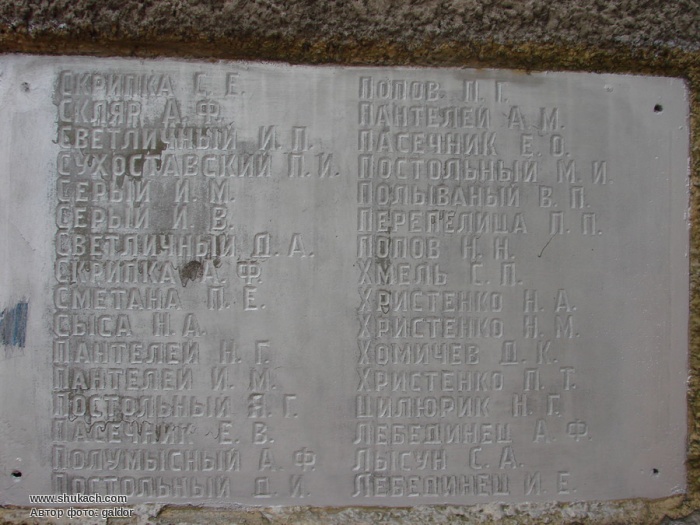 СКРИПКА С. Е.
СКЛЯР А. Ф.
СВЕТЛИЧНЫЙ И. П.
СУХОСТАВСКИЙ П. И.
СЕРЫЙ И. М.
СЕРЫЙ И. В.
СВЕТЛИЧНЫЙ Д. А.
СКРИПКА А. Ф.
СМЕТАНА П. Е.
СЫСА Н. А.
ПАНТЕЛЕЙ Н. Г.
ПАНТЕЛЕЙ И. М.
ПОСТОЛЬНЫЙ Я. Г.
ПАСЕЧНИК Е. В.
ПОЛУМЫСНЫЙ А. Ф.
ПОСТОЛЬНЫЙ Д. И.
ПОПОВ П. Г.
ПАНТЕЛЕЙ А. М.
ПАСЕЧНИК Е. О.
ПОСТОЛЬНЫЙ М. И.
ПОЛЫВАНЫЙ В. П.
ПЕРЕПЕЛИЦА П. П.
ПОПОВ Н. Н.
ХМЕЛЬ С. П.
ХРИСТЕНКО Н. А.
ХРИСТЕНКО Н. М.
ХОМИЧЕВ Д. К.
ХРИСТЕНКО П. Т.
ЦИЛЮРИК Н. Г.
ЛЕБЕДИНЕЦ А. Ф.
ЛЫСУН С. А.
ЛЕБЕДИНЕЦ И. Е.
www.shukach.com
Автор фото: galdor